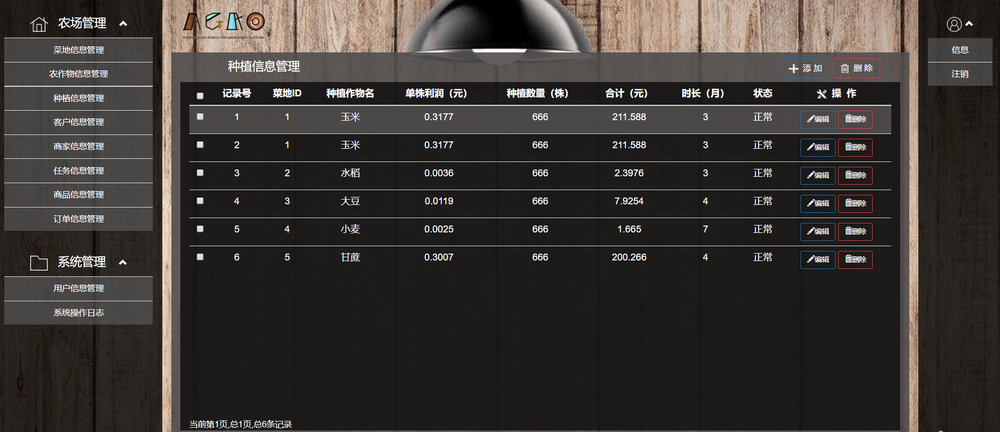 农场管理
菜地信息管理
农作物信息管理
种植信息管理
客户信息管理
商家信息管理
任务信息管理
商品信息管理
订单信息管理
系统管理
用户信息管理
系统操作日志
AGRO
INTERNET-BASED AGRICULTURE MANAGEMENT PLATFORM
种植信息管理
添加 删除
记录号 菜地ID 种植作物名 单株利润（元） 种植数量（株） 合计（元） 时长（月） 状态 操 作
1 1 玉米 0.3177 666 211.588 3 正常 编辑 删除
2 1 玉米 0.3177 666 211.588 3 正常 编辑 删除
3 2 水稻 0.0036 666 2.3976 3 正常 编辑 删除
4 3 大豆 0.0119 666 7.9254 4 正常 编辑 删除
5 4 小麦 0.0025 666 1.665 7 正常 编辑 删除
6 5 甘蔗 0.3007 666 200.266 4 正常 编辑 删除
当前第1页,总1页,总6条记录
信息
注销